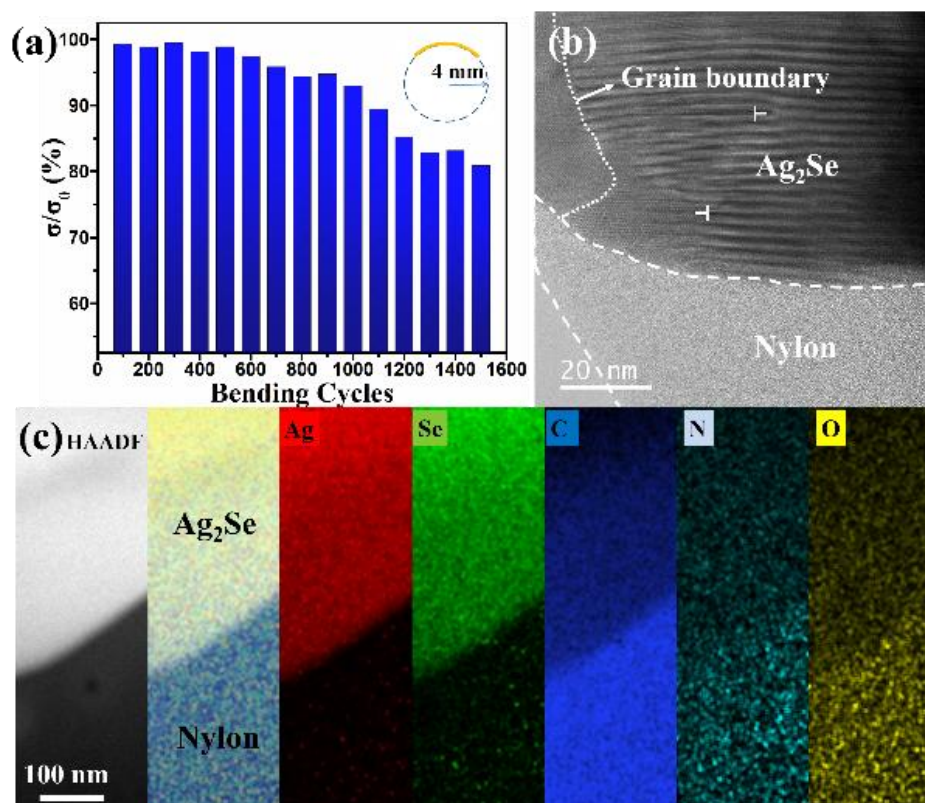 (a)
100
90
80
70
60
σ/σ₀ (%)
4 mm
0 200 400 600 800 1000 1200 1400 1600
Bending Cycles
(b)
Grain boundary
Ag₂Se
Nylon
20 nm
(c) HAADF
Ag₂Se
Nylon
100 nm
Ag
Se
C
N
O